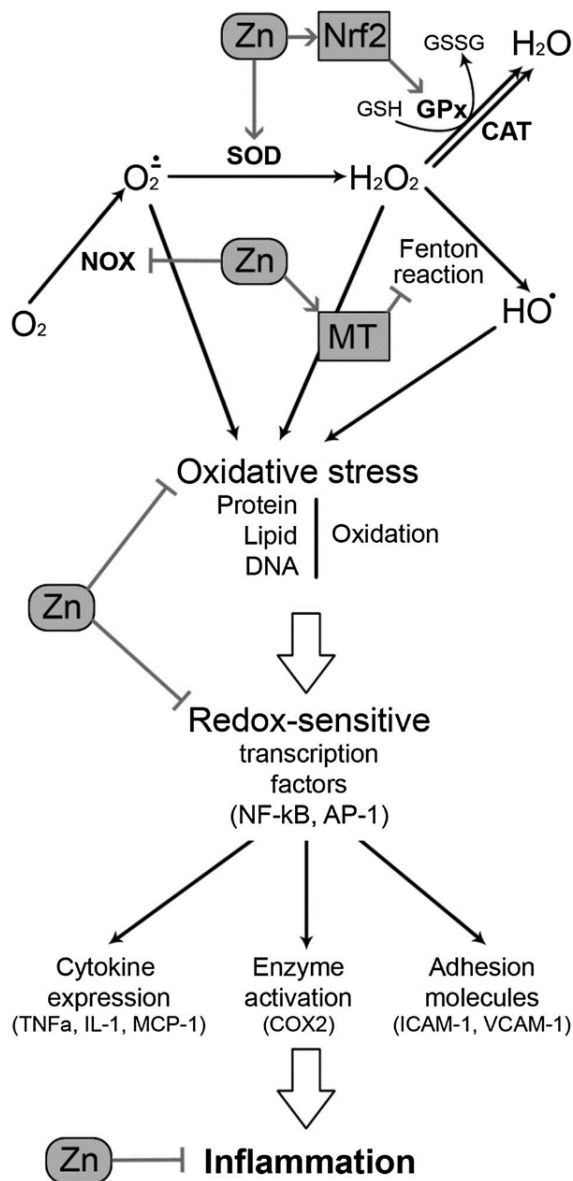 Zn
Nrf2
GSSG
H₂O
GSH
GPx
CAT
SOD
O₂•̲
H₂O₂
NOX
Zn
Fenton
reaction
O₂
MT
HO•
Oxidative stress
Protein
Lipid
DNA
Oxidation
Zn
Redox-sensitive
transcription
factors
(NF-kB, AP-1)
Cytokine
expression
(TNFa, IL-1, MCP-1)
Enzyme
activation
(COX2)
Adhesion
molecules
(ICAM-1, VCAM-1)
Zn
Inflammation